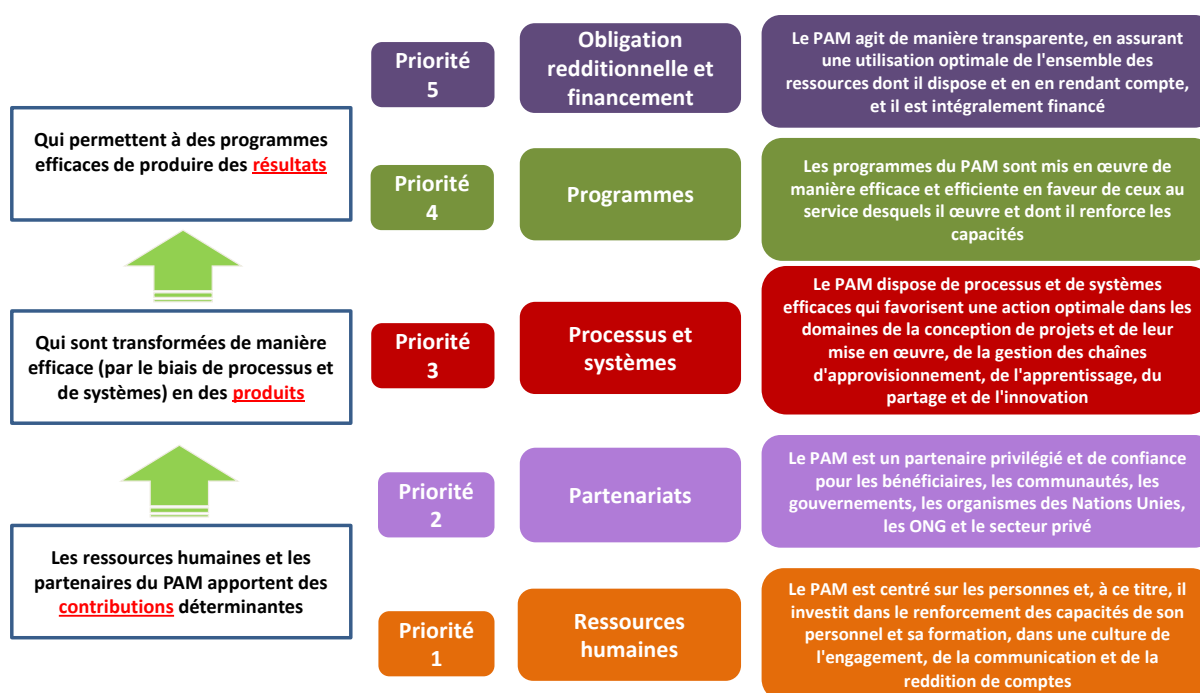 Priorité
5
Obligation
redditionnelle et
financement
Le PAM agit de manière transparente, en assurant
une utilisation optimale de l'ensemble des
ressources dont il dispose et en en rendant compte,
et il est intégralement financé
Qui permettent à des programmes
efficaces de produire des résultats
Priorité
4
Programmes
Les programmes du PAM sont mis en œuvre de
manière efficace et efficiente en faveur de ceux au
service desquels il œuvre et dont il renforce les
capacités
Qui sont transformées de manière
efficace (par le biais de processus et
de systèmes) en des produits
Priorité
3
Processus et
systèmes
Le PAM dispose de processus et de systèmes
efficaces qui favorisent une action optimale dans les
domaines de la conception de projets et de leur
mise en œuvre, de la gestion des chaînes
d'approvisionnement, de l'apprentissage, du
partage et de l'innovation
Priorité
2
Partenariats
Le PAM est un partenaire privilégié et de confiance
pour les bénéficiaires, les communautés, les
gouvernements, les organismes des Nations Unies,
les ONG et le secteur privé
Les ressources humaines et les
partenaires du PAM apportent des
contributions déterminantes
Priorité
1
Ressources
humaines
Le PAM est centré sur les personnes et, à ce titre, il
investit dans le renforcement des capacités de son
personnel et sa formation, dans une culture de
l'engagement, de la communication et de la
reddition de comptes